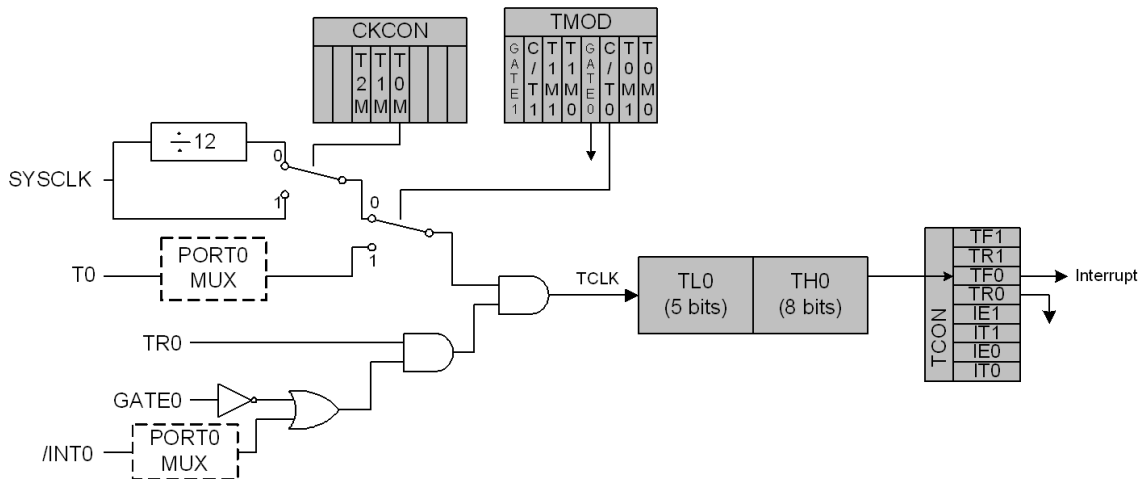 CKCON
T2M
T1M
T0M
TMOD
GATE1
C/T1
T1M1
T1M0
GATE0
C/T0
T0M1
T0M0
÷12
SYSCLK
0
1
0
1
T0
PORT0
MUX
TCLK
TL0
(5 bits)
TH0
(8 bits)
TCON
TF1
TR1
TF0
TR0
IE1
IT1
IE0
IT0
Interrupt
TR0
GATE0
/INT0
PORT0
MUX